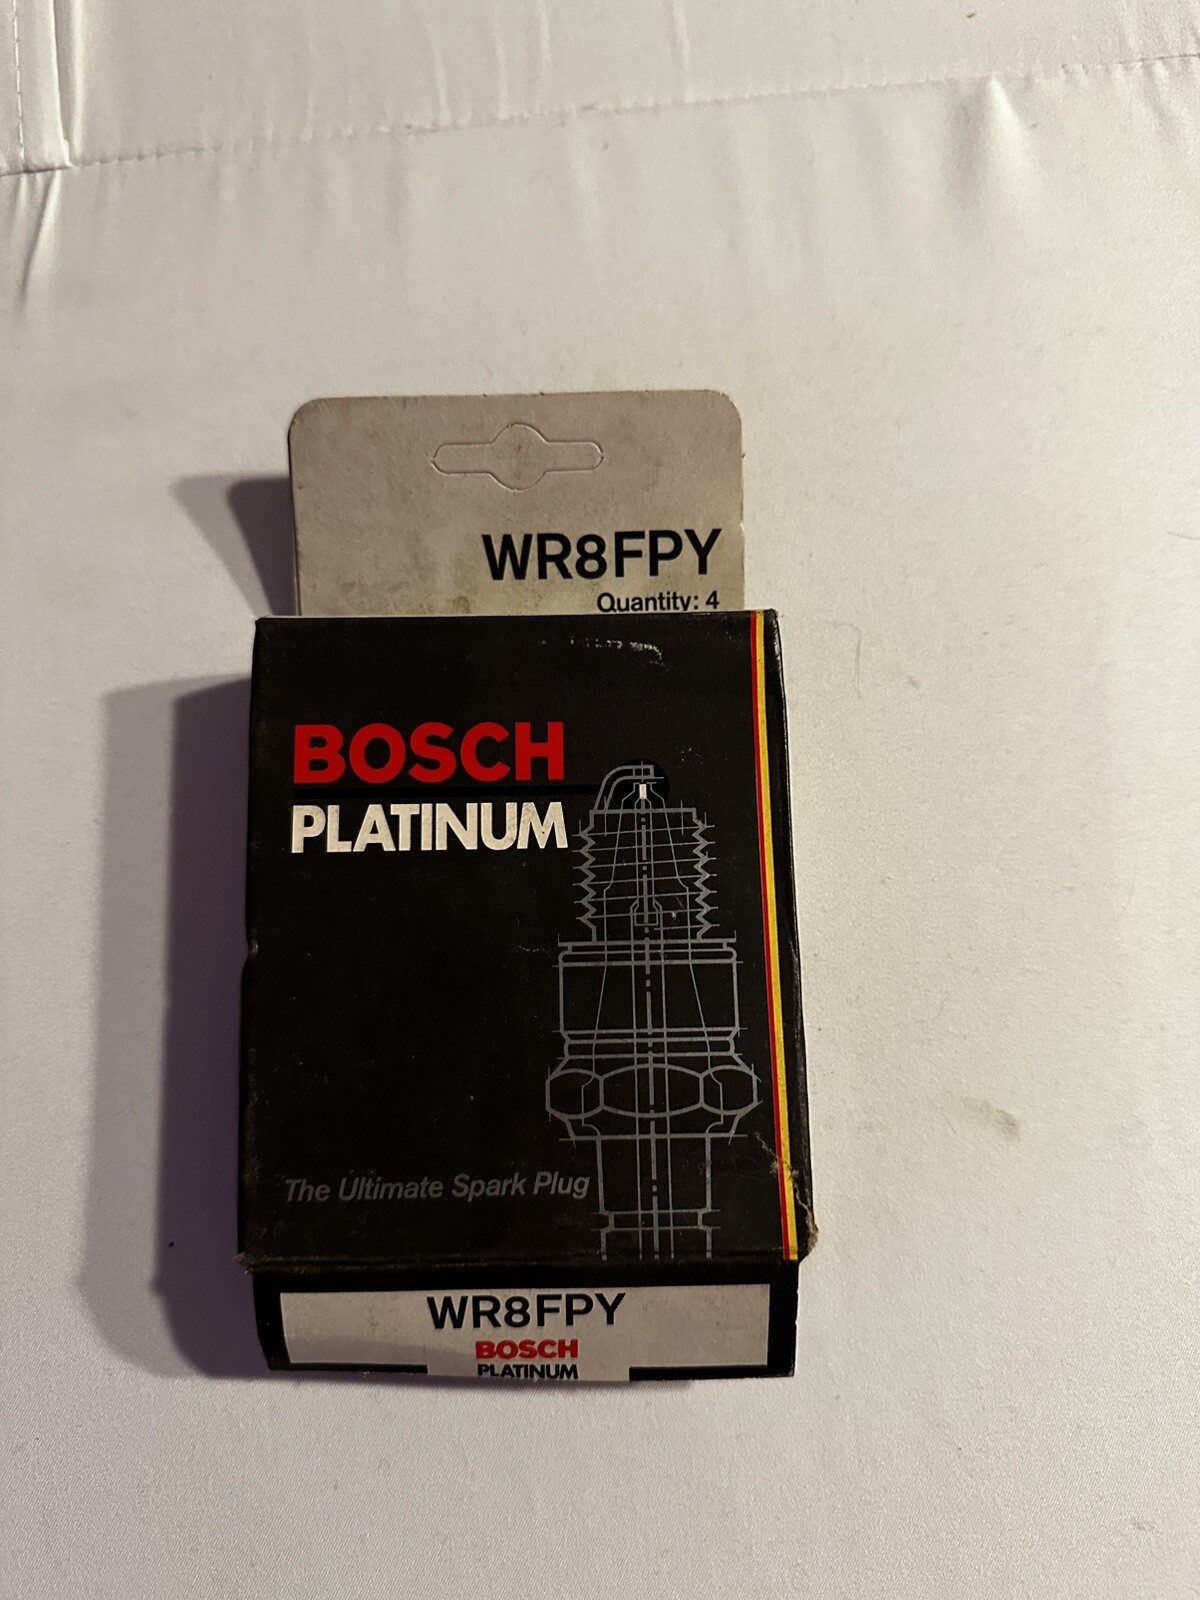 WR8FPY
Quantity: 4
BOSCH
PLATINUM
The Ultimate Spark Plug
WR8FPY
BOSCH
PLATINUM